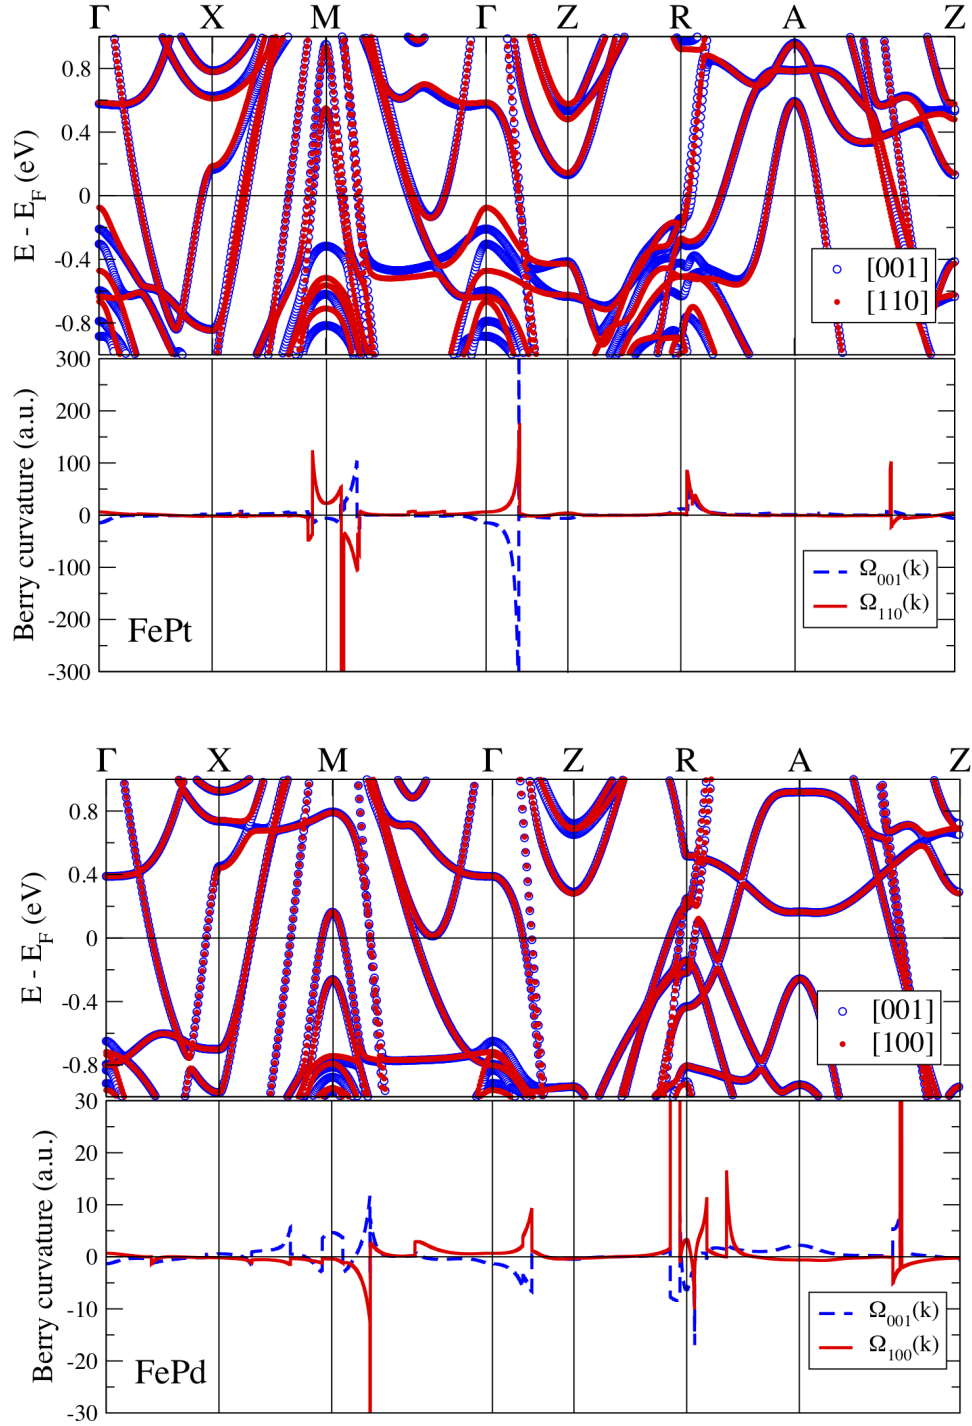 Γ X M Γ Z R A Z
0.8
0.4
0
-0.4
-0.8
E - E_F (eV)
[001]
[110]
300
200
100
0
-100
-200
-300
Berry curvature (a.u.)
Ω_001(k)
Ω_110(k)
FePt
Γ X M Γ Z R A Z
0.8
0.4
0
-0.4
-0.8
E - E_F (eV)
[001]
[100]
30
20
10
0
-10
-20
-30
Berry curvature (a.u.)
Ω_001(k)
Ω_100(k)
FePd